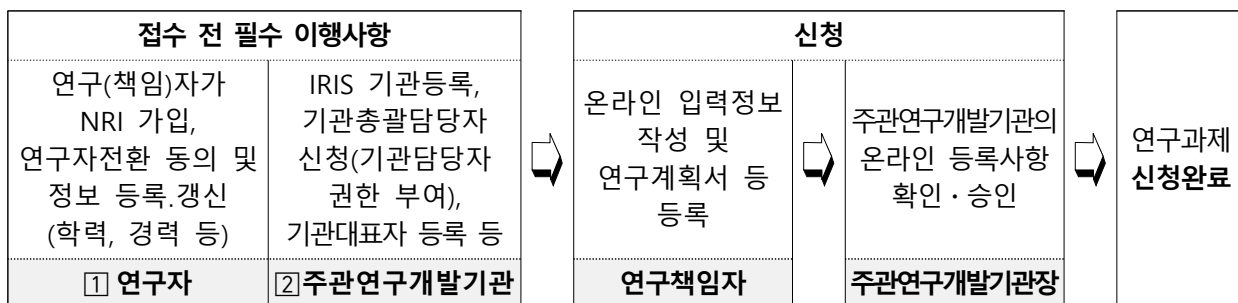 접수 전 필수 이행사항
연구(책임)자가
NRI 가입,
연구자전환 동의 및
정보 등록.갱신
(학력, 경력 등)
1 연구자
IRIS 기관등록,
기관총괄담당자
신청(기관담당자
권한 부여),
기관대표자 등록 등
2 주관연구개발기관
신청
온라인 입력정보
작성 및
연구계획서 등
등록
연구책임자
주관연구개발기관의
온라인 등록사항
확인・승인
주관연구개발기관장
연구과제
신청완료